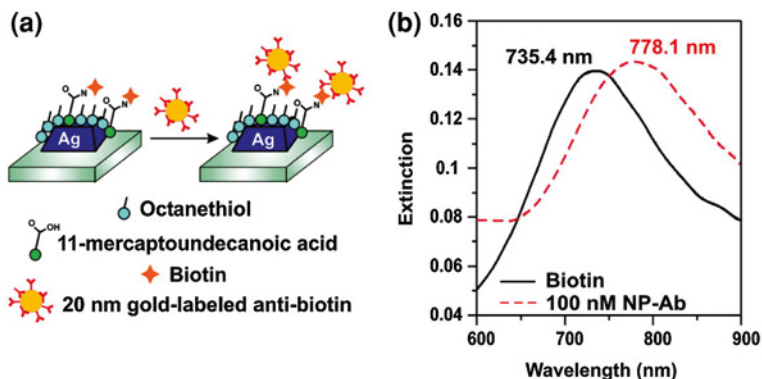 (a)
O
N
O
N
Ag
O
N
O
N
Ag
Octanethiol
O
OH
11-mercaptoundecanoic acid
Biotin
20 nm gold-labeled anti-biotin
(b)
735.4 nm
778.1 nm
0.16
0.14
0.12
0.1
0.08
0.06
0.04
Extinction
Biotin
100 nM NP-Ab
600
700
800
900
Wavelength (nm)